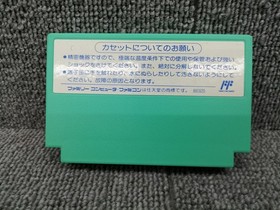 カセットについてのお願い
●精密機器ですので、極端な温度条件下での使用や保管および強い
ショックをさけてください。また、絶対に分解しないでください。
●端子部に手を触れたり、水にぬらしたりして汚さないようにして
ください。故障の原因となります。
ファミリーコンピュータ ファミコンは任天堂の商標です。